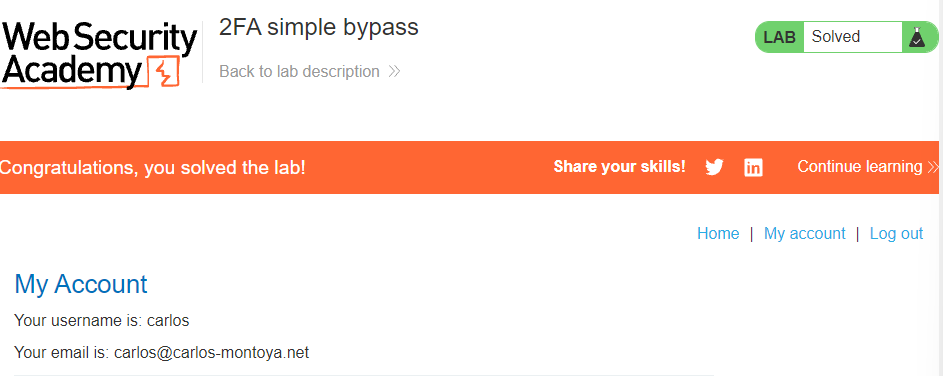 Web Security
Academy
2FA simple bypass
Back to lab description
LAB Solved
Congratulations, you solved the lab!
Share your skills!
Continue learning
Home | My account | Log out
My Account
Your username is: carlos
Your email is: carlos@carlos-montoya.net